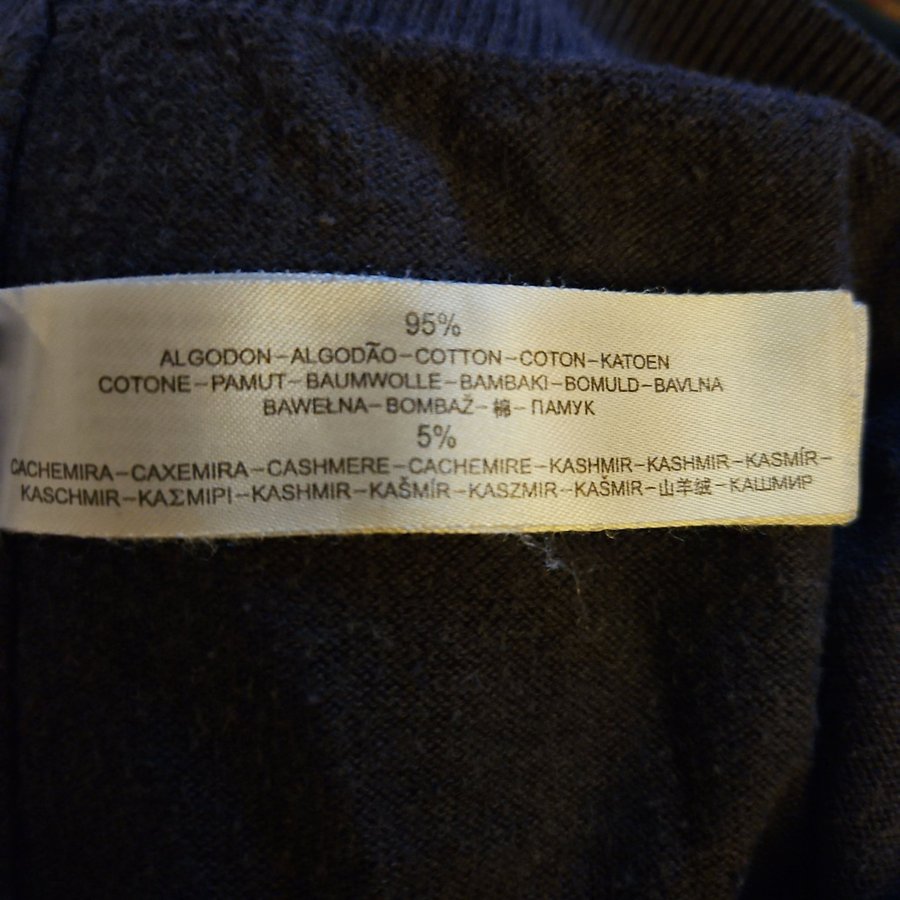 95%
ALGODON-ALGODÃO-COTTON-COTON-KATOEN
COTONE-PAMUT-BAUMWOLLE-BAMBAKI-BOMULD-BAVLNA
BAWEŁNA-BOMBAŽ-棉-ПАМУК
5%
CACHEMIRA-CAXEMIRA-CASHMERE-CACHEMIRE-KASHMIR-KASHMIR-KASMÍR-
KASCHMIR-ΚΑΣΜΙΡΙ-KASHMIR-KAŠMÍR-KASZMIR-KAŠMIR-山羊绒-КАШМИР